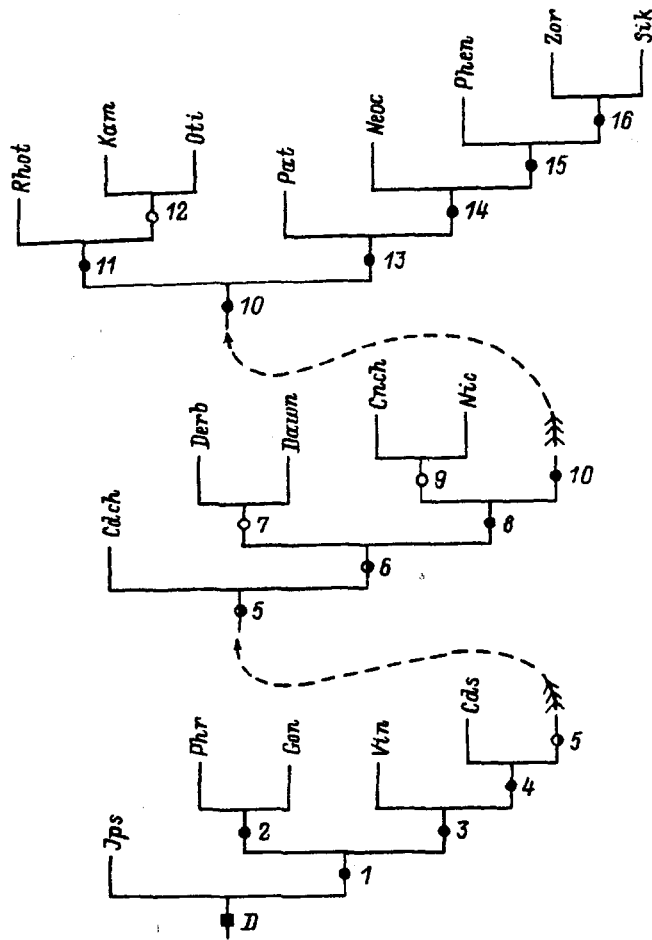 Zor
Sik
Phen
16
Neoc
15
Kam
Oti
Rhot
Pat
14
12
13
11
10
Cnch
Nic
Derb
Dawn
9
10
Cdch
7
8
6
5
Cds
Phr
Gon
Vin
5
4
Jps
2
3
1
D